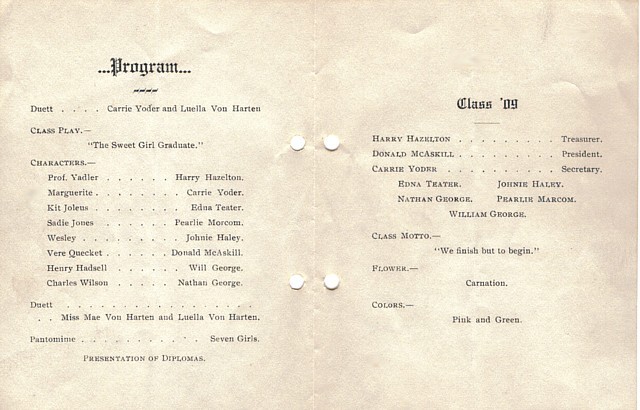 ...Program...
Duett . . . . Carrie Yoder and Luella Von Harten
CLASS PLAY.—
"The Sweet Girl Graduate."
CHARACTERS.—
Prof. Yadler . . . . . . Harry Hazelton.
Marguerite . . . . . . . Carrie Yoder.
Kit Joleus . . . . . . . Edna Teater.
Sadie Jones . . . . . . Pearlie Morcom.
Wesley . . . . . . . . Johnie Haley.
Vere Quecket . . . . . Donald McAskill.
Henry Hadsell . . . . . Will George.
Charles Wilson . . . . . Nathan George.
Duett . . . . . . . . . . . . . .
. . Miss Mae Von Harten and Luella Von Harten.
Pantomime . . . . . . . . . . Seven Girls.
PRESENTATION OF DIPLOMAS.
Class '09
HARRY HAZELTON . . . . . . . . Treasurer.
DONALD MCASKILL . . . . . . . . President.
CARRIE YODER . . . . . . . . Secretary.
EDNA TEATER. JOHNIE HALEY.
NATHAN GEORGE. PEARLIE MARCOM.
WILLIAM GEORGE.
CLASS MOTTO.—
"We finish but to begin."
FLOWER.—
Carnation.
COLORS.—
Pink and Green.